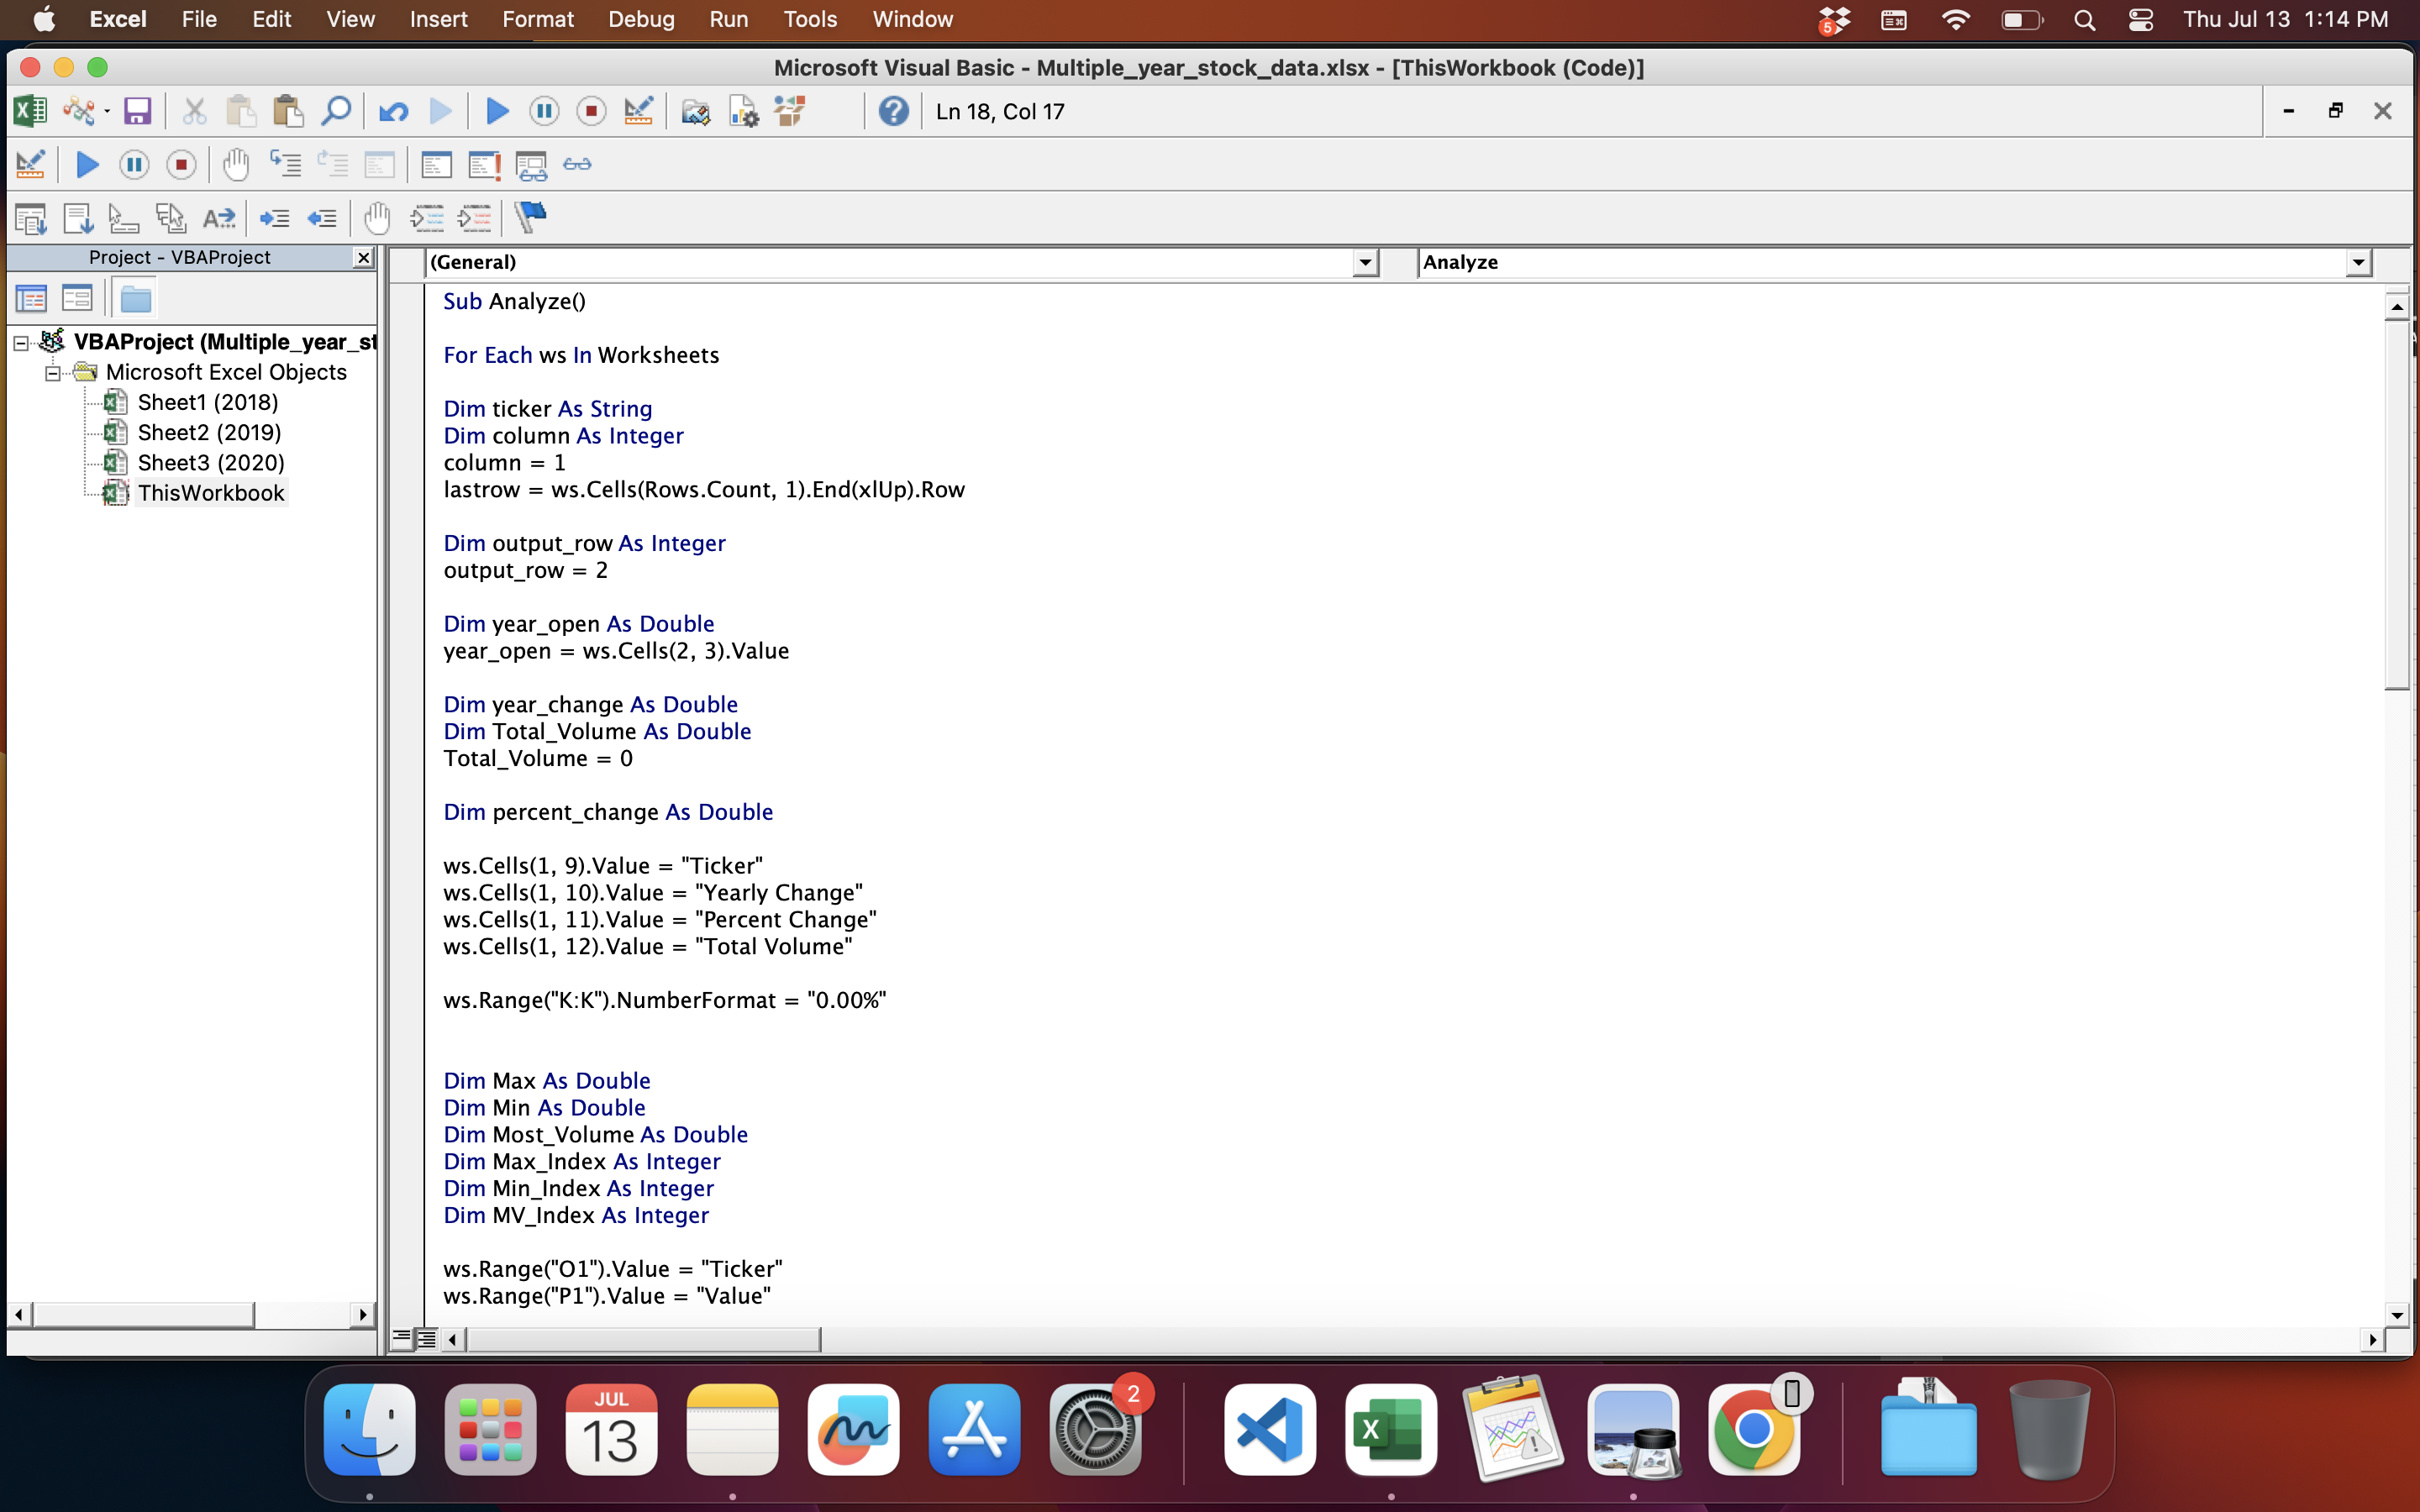 Excel File Edit View Insert Format Debug Run Tools Window 5 Thu Jul 13 1:14 PM
Microsoft Visual Basic - Multiple_year_stock_data.xlsx - [ThisWorkbook (Code)]
Ln 18, Col 17
Project - VBAProject
(General) Analyze
VBAProject (Multiple_year_st
Microsoft Excel Objects
Sheet1 (2018)
Sheet2 (2019)
Sheet3 (2020)
ThisWorkbook
Sub Analyze()
For Each ws In Worksheets
Dim ticker As String
Dim column As Integer
column = 1
lastrow = ws.Cells(Rows.Count, 1).End(xlUp).Row
Dim output_row As Integer
output_row = 2
Dim year_open As Double
year_open = ws.Cells(2, 3).Value
Dim year_change As Double
Dim Total_Volume As Double
Total_Volume = 0
Dim percent_change As Double
ws.Cells(1, 9).Value = "Ticker"
ws.Cells(1, 10).Value = "Yearly Change"
ws.Cells(1, 11).Value = "Percent Change"
ws.Cells(1, 12).Value = "Total Volume"
ws.Range("K:K").NumberFormat = "0.00%"
Dim Max As Double
Dim Min As Double
Dim Most_Volume As Double
Dim Max_Index As Integer
Dim Min_Index As Integer
Dim MV_Index As Integer
ws.Range("O1").Value = "Ticker"
ws.Range("P1").Value = "Value"
JUL
13
2